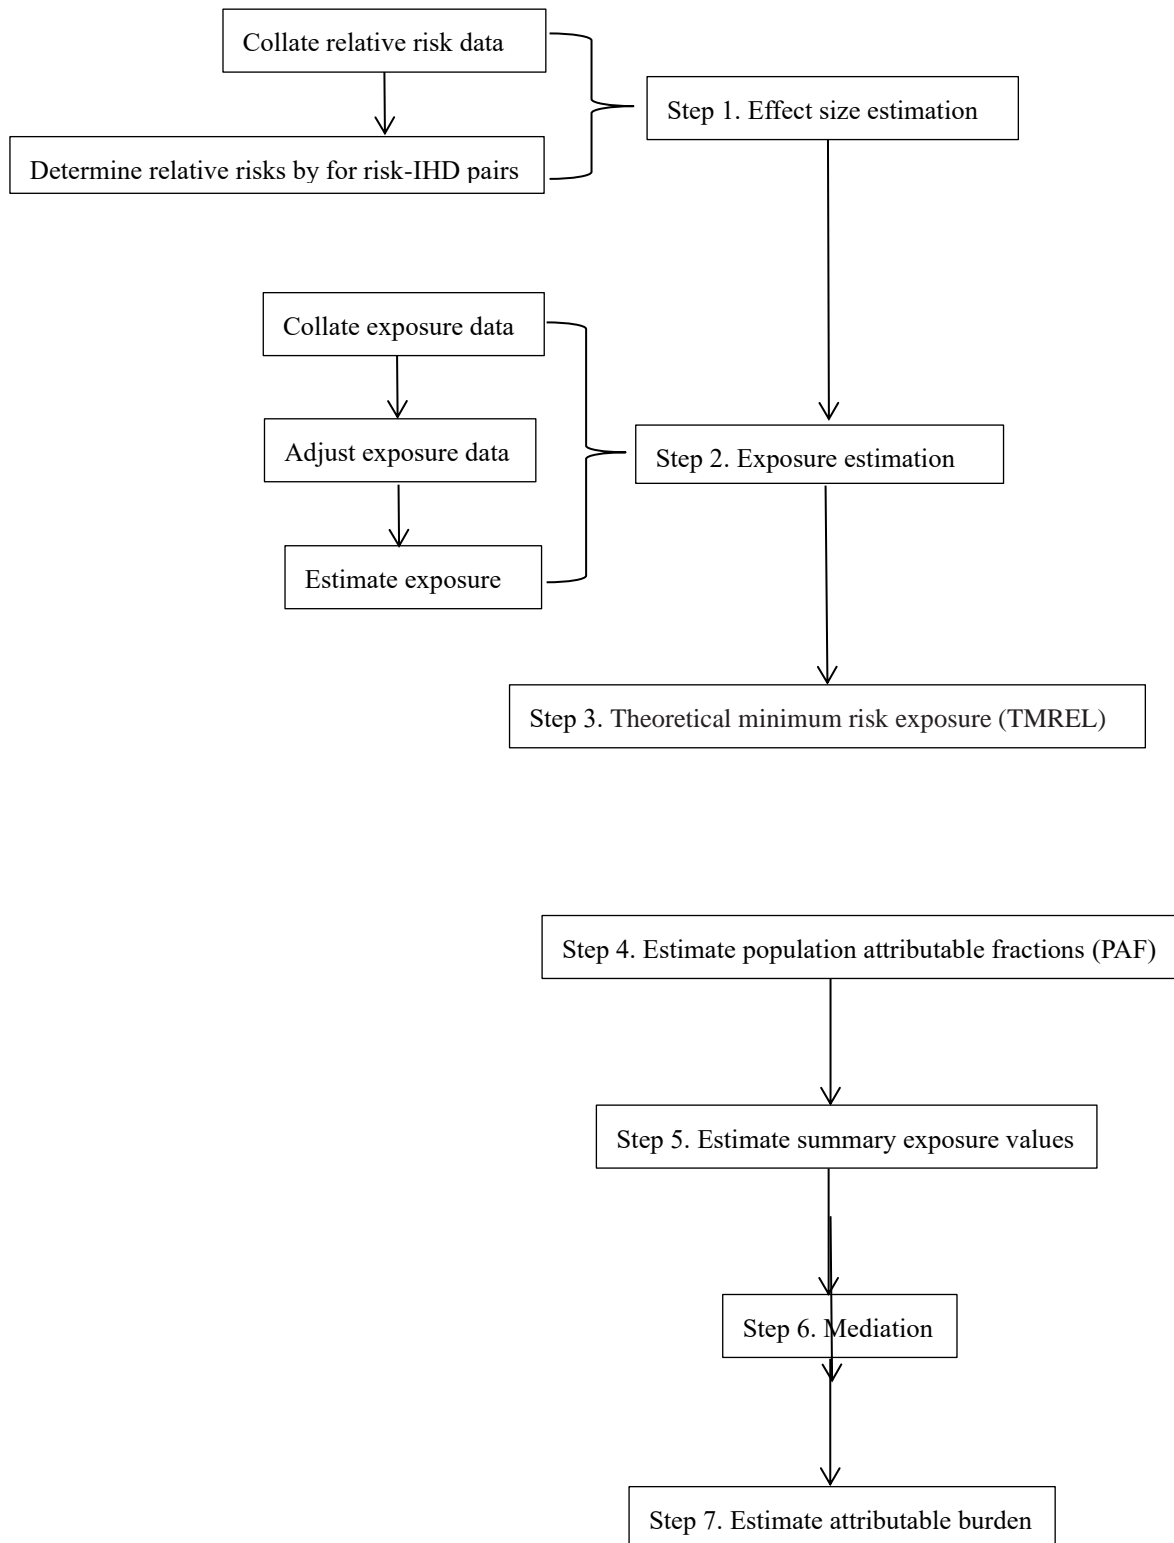 Collate relative risk data
Step 1. Effect size estimation
Determine relative risks by for risk-IHD pairs
Collate exposure data
Adjust exposure data
Step 2. Exposure estimation
Estimate exposure
Step 3. Theoretical minimum risk exposure (TMREL)
Step 4. Estimate population attributable fractions (PAF)
Step 5. Estimate summary exposure values
Step 6. Mediation
Step 7. Estimate attributable burden